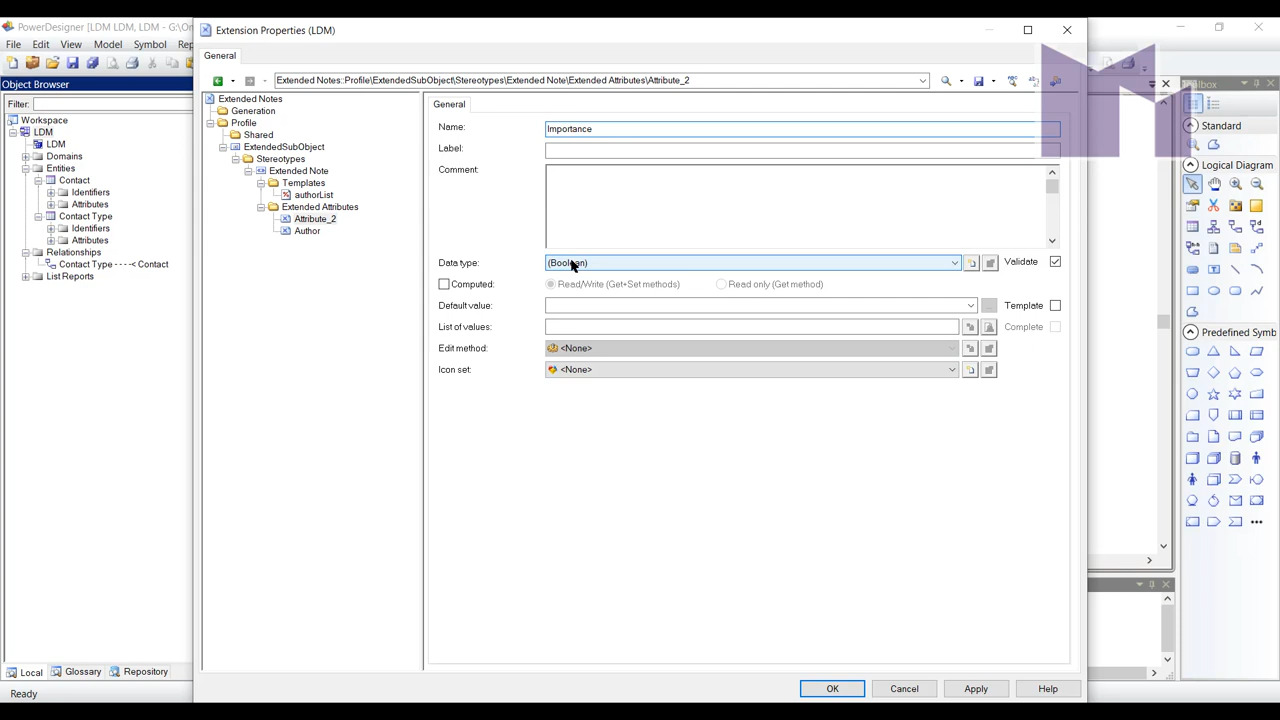 PowerDesigner [LDM LDM, LDM - G:\On
File Edit View Model Symbol Rep
Object Browser
Filter:
Workspace
LDM
LDM
Domains
Entities
Contact
Identifiers
Attributes
Contact Type
Identifiers
Attributes
Relationships
Contact Type - - - -< Contact
List Reports
Local Glossary Repository
Ready
Extension Properties (LDM)
General
Extended Notes::Profile\ExtendedSubObject\Stereotypes\Extended Note\Extended Attributes\Attribute_2
Extended Notes
Generation
Profile
Shared
ExtendedSubObject
Stereotypes
Extended Note
Templates
authorList
Extended Attributes
Attribute_2
Author
General
Name: Importance
Label:
Comment:
Data type: (Boolean) Validate
Computed: Read/Write (Get+Set methods) Read only (Get method)
Default value: Template
List of values: Complete
Edit method: <None>
Icon set: <None>
OK Cancel Apply Help
Standard
Logical Diagram
Predefined Symb